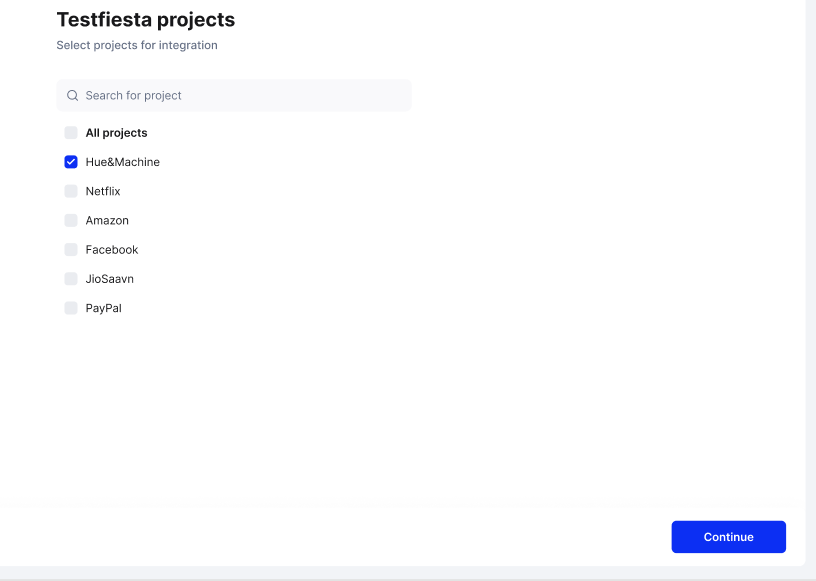 Testfiesta projects
Select projects for integration
Search for project
All projects
Hue&Machine
Netflix
Amazon
Facebook
JioSaavn
PayPal
Continue